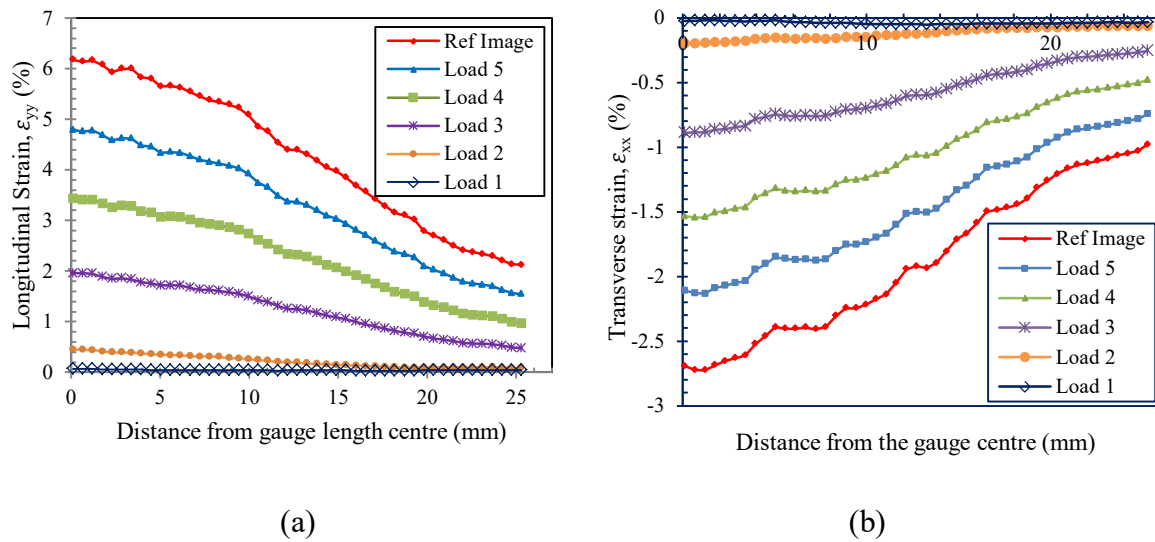 7
6
5
4
3
2
1
0
Longitudinal Strain, εyy (%)
Ref Image
Load 5
Load 4
Load 3
Load 2
Load 1
0 5 10 15 20 25
Distance from gauge length centre (mm)
(a)
0
-0.5
-1
-1.5
-2
-2.5
-3
Transverse strain, εxx (%)
0 10 20
Ref Image
Load 5
Load 4
Load 3
Load 2
Load 1
Distance from the gauge centre (mm)
(b)